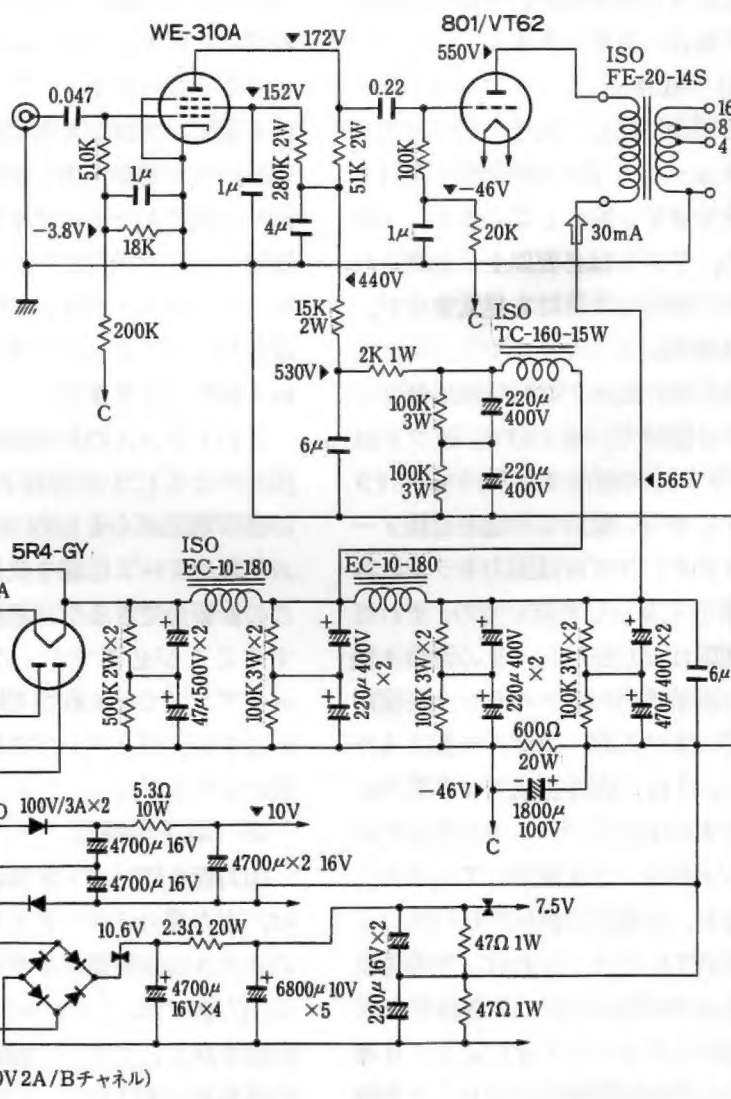 WE-310A
801/VT62
▼172V
550V▶
ISO
FE-20-14S
0.047
◀152V
0.22
16
8
4
510K
1μ
280K 2W
51K 2W
100K
1μ
▼-46V
-3.8V▶
18K
4μ
1μ
20K
30mA
◀440V
200K
15K
2W
C
ISO
TC-160-15W
2K 1W
530V▶
C
100K
3W
220μ
400V
6μ
100K
3W
220μ
400V
◀565V
5R4-GY
ISO
EC-10-180
EC-10-180
500K 2W×2
47μ500V×2
100K 3W×2
220μ400V
×2
100K 3W×2
220μ 400V
×2
100K 3W×2
470μ 400V×2
6μ
600Ω
20W
-46V▶
1800μ
100V
C
100V/3A×2
5.3Ω
10W
▼10V
4700μ 16V
4700μ×2 16V
4700μ 16V
7.5V
10.6V
2.3Ω 20W
220μ 16V×2
47Ω 1W
4700μ
16V×4
6800μ10V
×5
47Ω 1W
0V2A/Bチャネル)